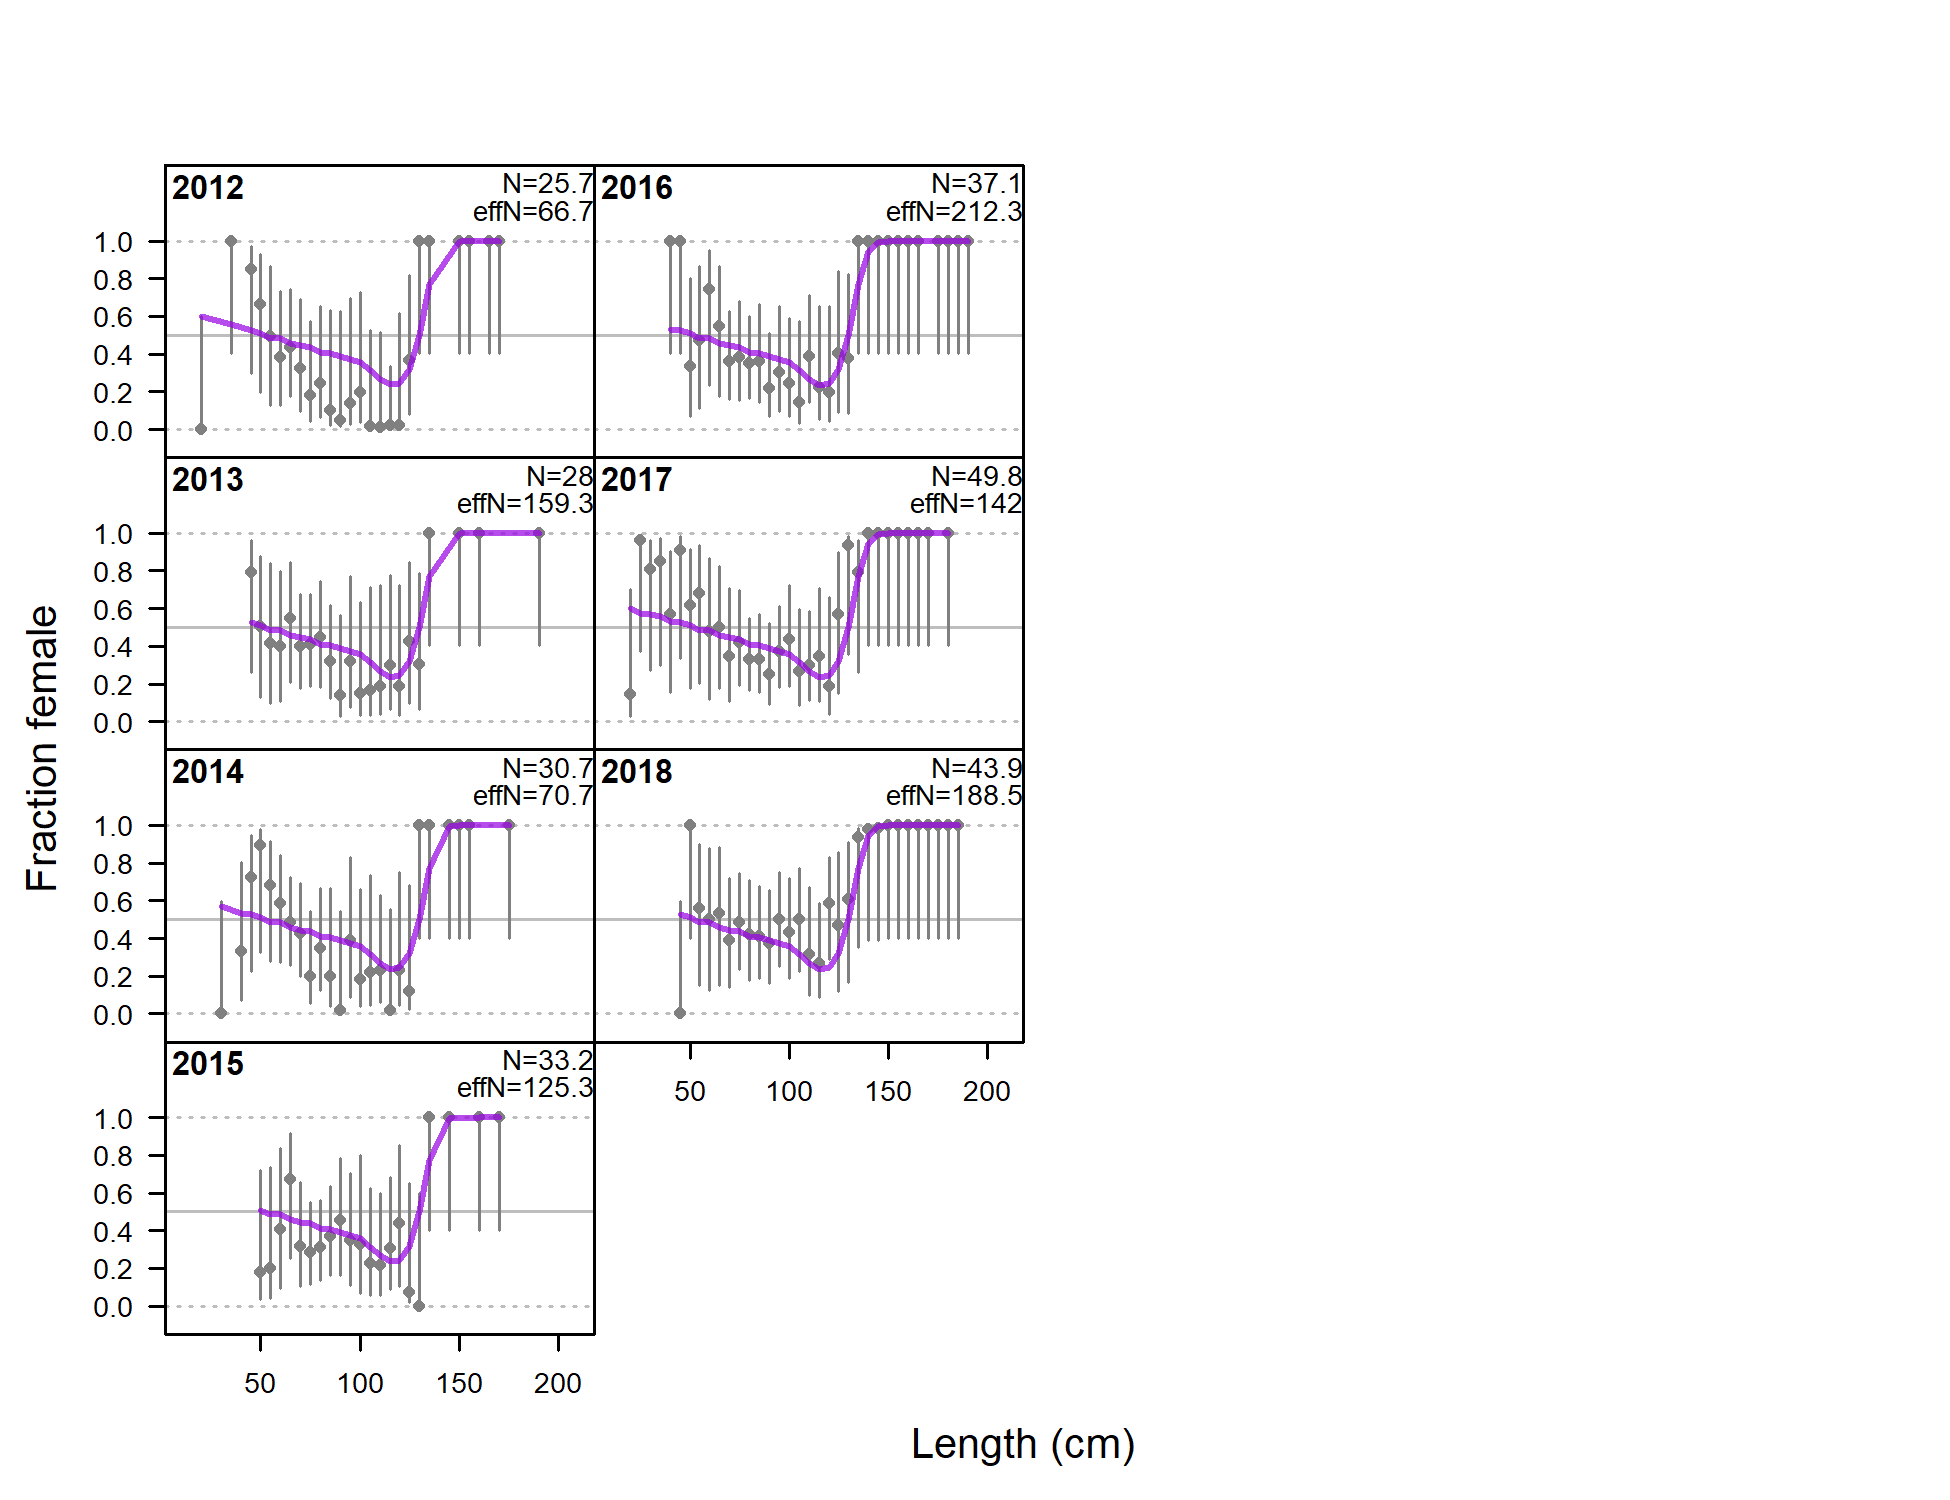 2012
N=25.7
effN=66.7
2016
N=37.1
effN=212.3
1.0
0.8
0.6
0.4
0.2
0.0
2013
N=28
effN=159.3
2017
N=49.8
effN=142
1.0
0.8
0.6
0.4
0.2
0.0
2014
N=30.7
effN=70.7
2018
N=43.9
effN=188.5
1.0
0.8
0.6
0.4
0.2
0.0
50 100 150 200
2015
N=33.2
effN=125.3
1.0
0.8
0.6
0.4
0.2
0.0
50 100 150 200
Fraction female
Length (cm)